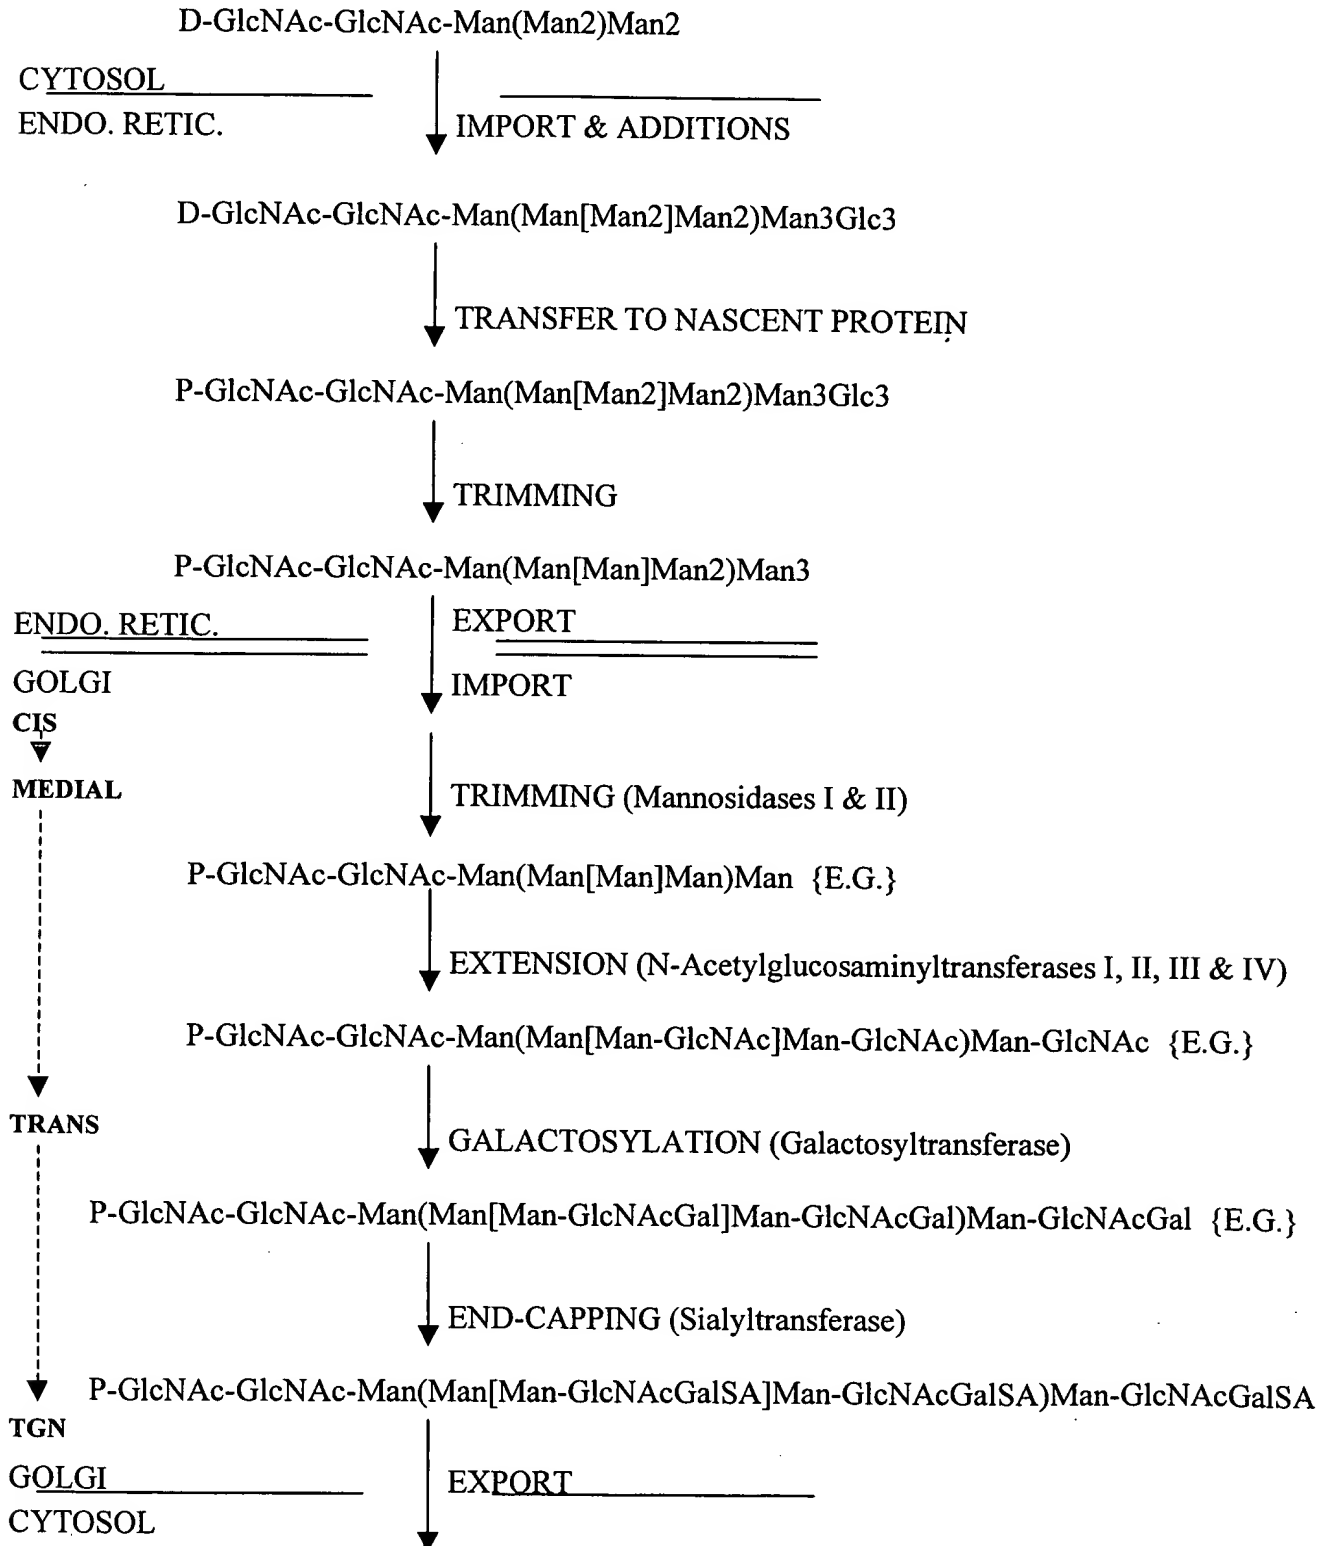 D-GlcNAc-GlcNAc-Man(Man2)Man2
CYTOSOL
ENDO. RETIC.
IMPORT & ADDITIONS
D-GlcNAc-GlcNAc-Man(Man[Man2]Man2)Man3Glc3
TRANSFER TO NASCENT PROTEIN
P-GlcNAc-GlcNAc-Man(Man[Man2]Man2)Man3Glc3
TRIMMING
P-GlcNAc-GlcNAc-Man(Man[Man]Man2)Man3
ENDO. RETIC.
EXPORT
GOLGI
IMPORT
CIS
MEDIAL
TRIMMING (Mannosidases I & II)
P-GlcNAc-GlcNAc-Man(Man[Man]Man)Man {E.G.}
EXTENSION (N-Acetylglucosaminyltransferases I, II, III & IV)
P-GlcNAc-GlcNAc-Man(Man[Man-GlcNAc]Man-GlcNAc)Man-GlcNAc {E.G.}
TRANS
GALACTOSYLATION (Galactosyltransferase)
P-GlcNAc-GlcNAc-Man(Man[Man-GlcNAcGal]Man-GlcNAcGal)Man-GlcNAcGal {E.G.}
END-CAPPING (Sialyltransferase)
P-GlcNAc-GlcNAc-Man(Man[Man-GlcNAcGalSA]Man-GlcNAcGalSA)Man-GlcNAcGalSA
TGN
GOLGI
EXPORT
CYTOSOL